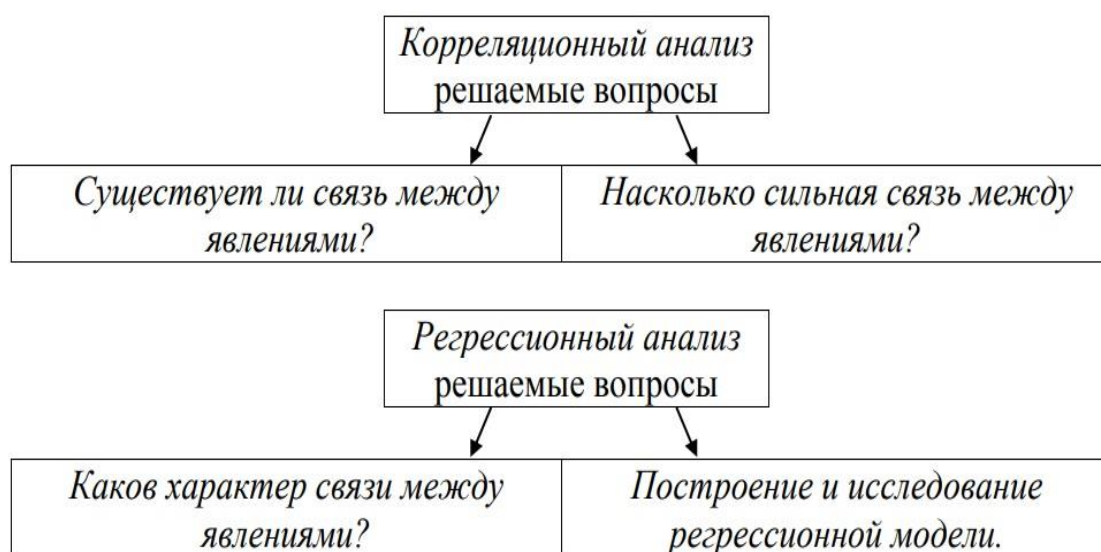 Корреляционный анализ
решаемые вопросы
Существует ли связь между
явлениями?
Насколько сильная связь между
явлениями?
Регрессионный анализ
решаемые вопросы
Каков характер связи между
явлениями?
Построение и исследование
регрессионной модели.